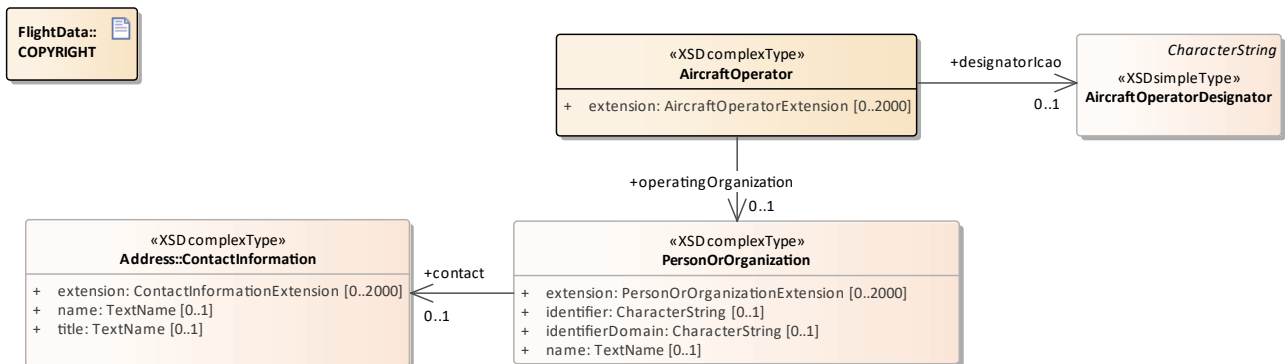 FlightData::
COPYRIGHT
«XSDcomplexType»
AircraftOperator
+ extension: AircraftOperatorExtension [0..2000]
+designatorIcao
0..1
CharacterString
«XSDsimpleType»
AircraftOperatorDesignator
+operatingOrganization
0..1
«XSDcomplexType»
Address::ContactInformation
+ extension: ContactInformationExtension [0..2000]
+ name: TextName [0..1]
+ title: TextName [0..1]
+contact
0..1
«XSDcomplexType»
PersonOrOrganization
+ extension: PersonOrOrganizationExtension [0..2000]
+ identifier: CharacterString [0..1]
+ identifierDomain: CharacterString [0..1]
+ name: TextName [0..1]